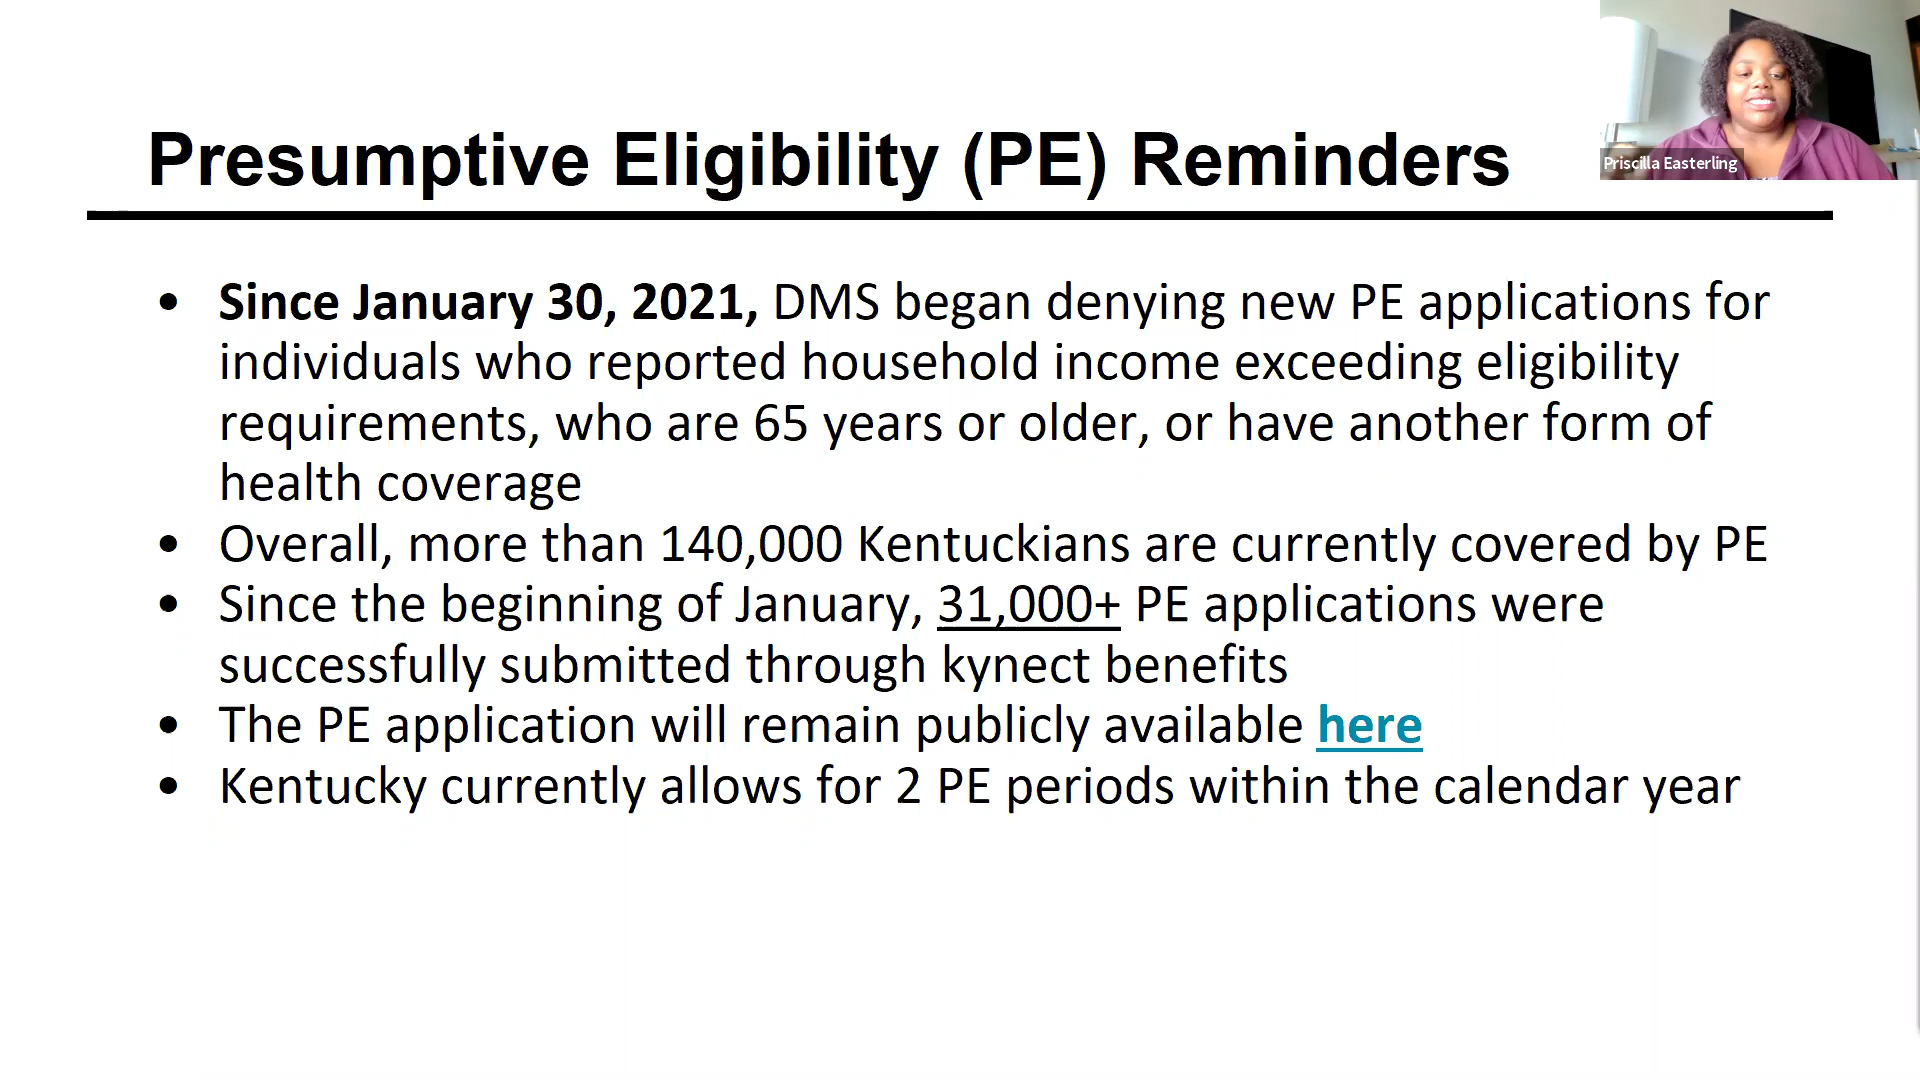 Presumptive Eligibility (PE) Reminders
Priscilla Easterling
• Since January 30, 2021, DMS began denying new PE applications for
individuals who reported household income exceeding eligibility
requirements, who are 65 years or older, or have another form of
health coverage
• Overall, more than 140,000 Kentuckians are currently covered by PE
• Since the beginning of January, 31,000+ PE applications were
successfully submitted through kynect benefits
• The PE application will remain publicly available here
• Kentucky currently allows for 2 PE periods within the calendar year